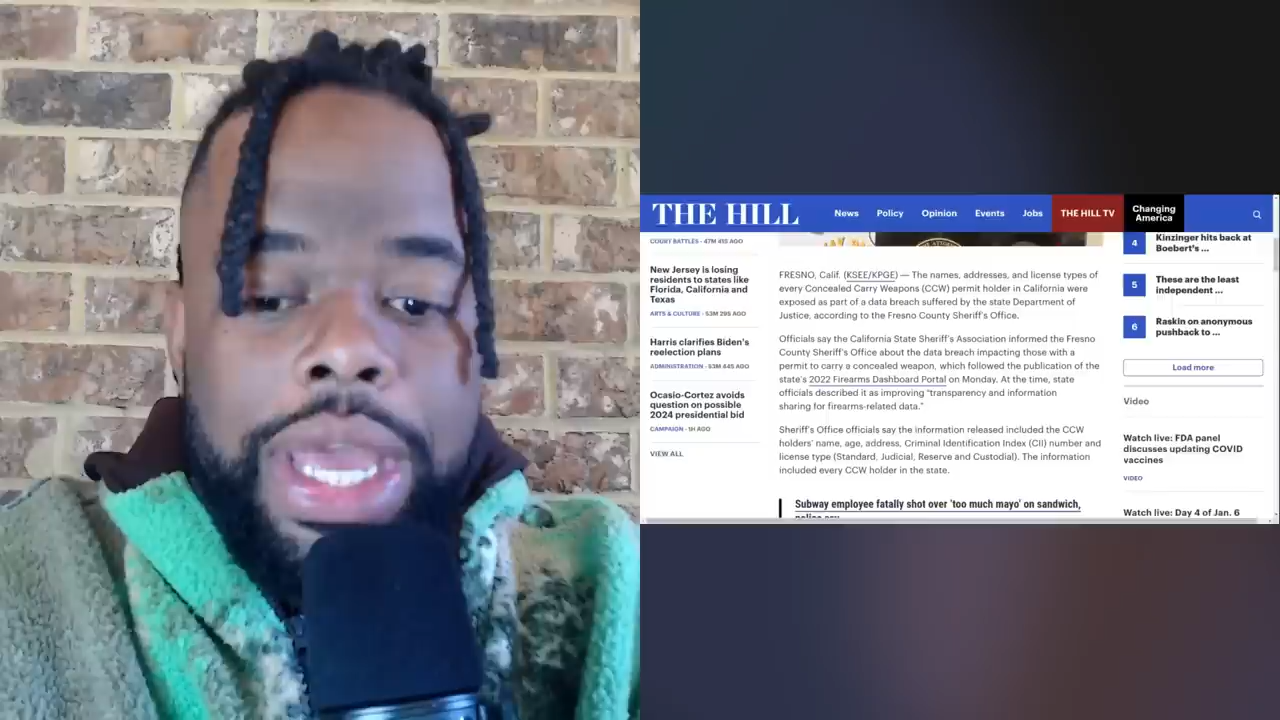 THE HILL
News
Policy
Opinion
Events
Jobs
THE HILL TV
Changing
America
COURT BATTLES - 47M 41S AGO
New Jersey is losing
residents to states like
Florida, California and
Texas
ARTS & CULTURE - 53M 29S AGO
Harris clarifies Biden's
reelection plans
ADMINISTRATION - 53M 44S AGO
Ocasio-Cortez avoids
question on possible
2024 presidential bid
CAMPAIGN - 1H AGO
VIEW ALL
FRESNO, Calif. (KSEE/KPGE) — The names, addresses, and license types of
every Concealed Carry Weapons (CCW) permit holder in California were
exposed as part of a data breach suffered by the state Department of
Justice, according to the Fresno County Sheriff's Office.
Officials say the California State Sheriff's Association informed the Fresno
County Sheriff's Office about the data breach impacting those with a
permit to carry a concealed weapon, which followed the publication of the
state's 2022 Firearms Dashboard Portal on Monday. At the time, state
officials described it as improving "transparency and information
sharing for firearms-related data."
Sheriff's Office officials say the information released included the CCW
holders' name, age, address, Criminal Identification Index (CII) number and
license type (Standard, Judicial, Reserve and Custodial). The information
included every CCW holder in the state.
Subway employee fatally shot over 'too much mayo' on sandwich,
4
Kinzinger hits back at
Boebert's ...
5
These are the least
independent ...
6
Raskin on anonymous
pushback to ...
Load more
Video
Watch live: FDA panel
discusses updating COVID
vaccines
VIDEO
Watch live: Day 4 of Jan. 6